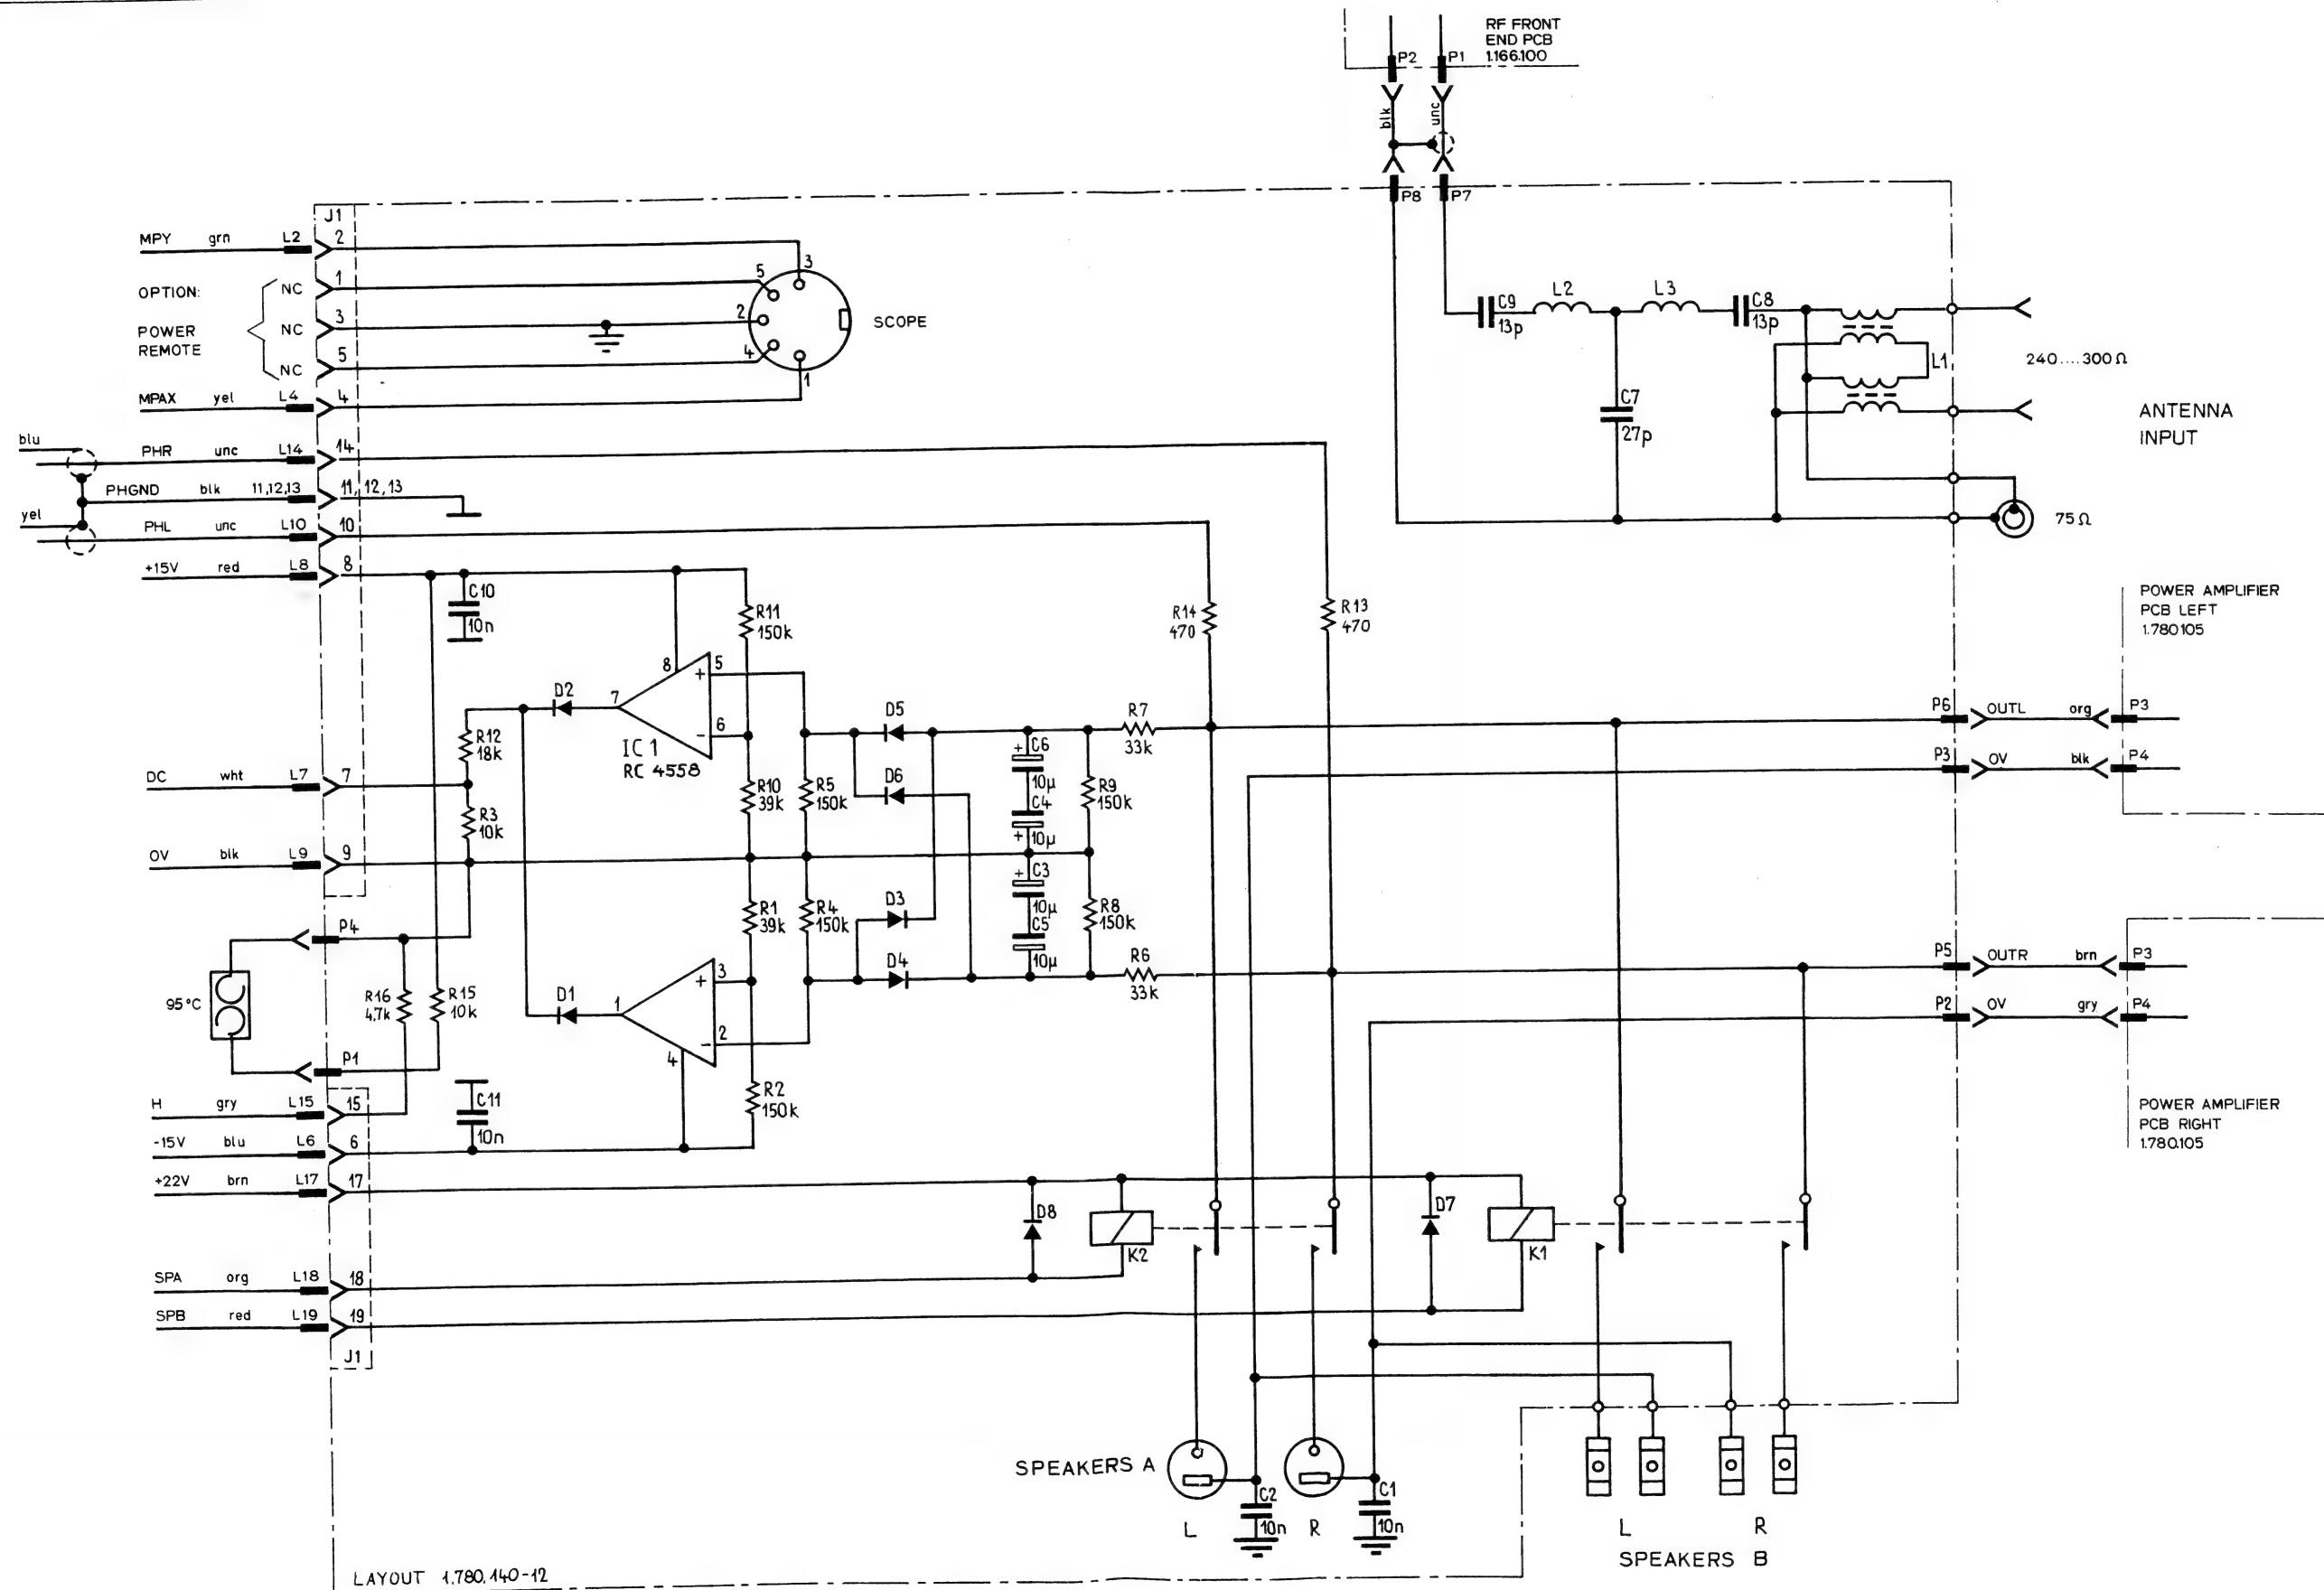 RF FRONT
END PCB
1.166.100
P2
P1
blk
unc
P8
P7
J1
MPY grn L2 2
OPTION:
NC 1
POWER
REMOTE
NC 3
NC 5
MPAX yel L4 4
5
3
2
4
1
SCOPE
C9
13p
L2
L3
C8
13p
L1
240....300Ω
C7
27p
ANTENNA
INPUT
75Ω
blu
PHR unc L14 14
PHGND blk 11,12,13 11,12,13
yel
PHL unc L10 10
+15V red L8 8
C10
10n
R11
150k
R14
470
R13
470
POWER AMPLIFIER
PCB LEFT
1.780105
8
+ 5
7
- 6
D2
IC 1
RC 4558
R12
18k
DC wht L7 7
R3
10k
R10
39k
R5
150k
D5
D6
+ C6
10µ
C4
+ 10µ
R9
150k
R7
33k
P6 OUTL org P3
P3 0V blk P4
0V blk L9 9
R1
39k
R4
150k
D3
D4
+ C3
10µ
C5
10µ
R8
150k
R6
33k
P5 OUTR brn P3
P2 0V gry P4
P4
95°C
R16
4,7k
R15
10k
D1
1
+ 3
- 2
4
P1
R2
150k
POWER AMPLIFIER
PCB RIGHT
1.780.105
H gry L15 15
C11
10n
-15V blu L6 6
+22V brn L17 17
D8
K2
D7
K1
SPA org L18 18
SPB red L19 19
J1
SPEAKERS A
C2
10n
C1
10n
L
R
L
R
SPEAKERS B
LAYOUT 1.780.140-12